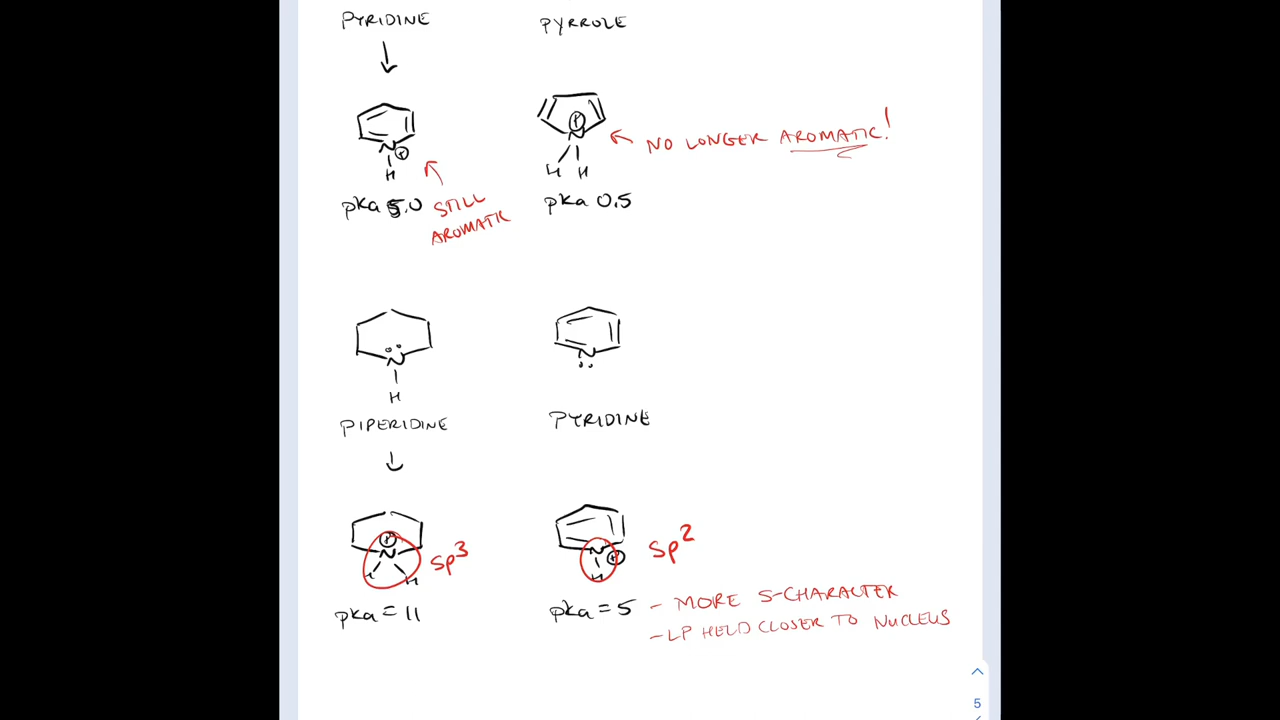 PYRIDINE PYRROLE
N
⊕
H
⊕
N
H H
NO LONGER AROMATIC!
pka 5.0
STILL
AROMATIC
pka 0.5
N
H
N
PIPERIDINE PYRIDINE
⊕
N
H H
sp3
N
⊕
H
sp2
pka = 11
pka = 5
- MORE S-CHARACTER
- LP HELD CLOSER TO NUCLEUS
5